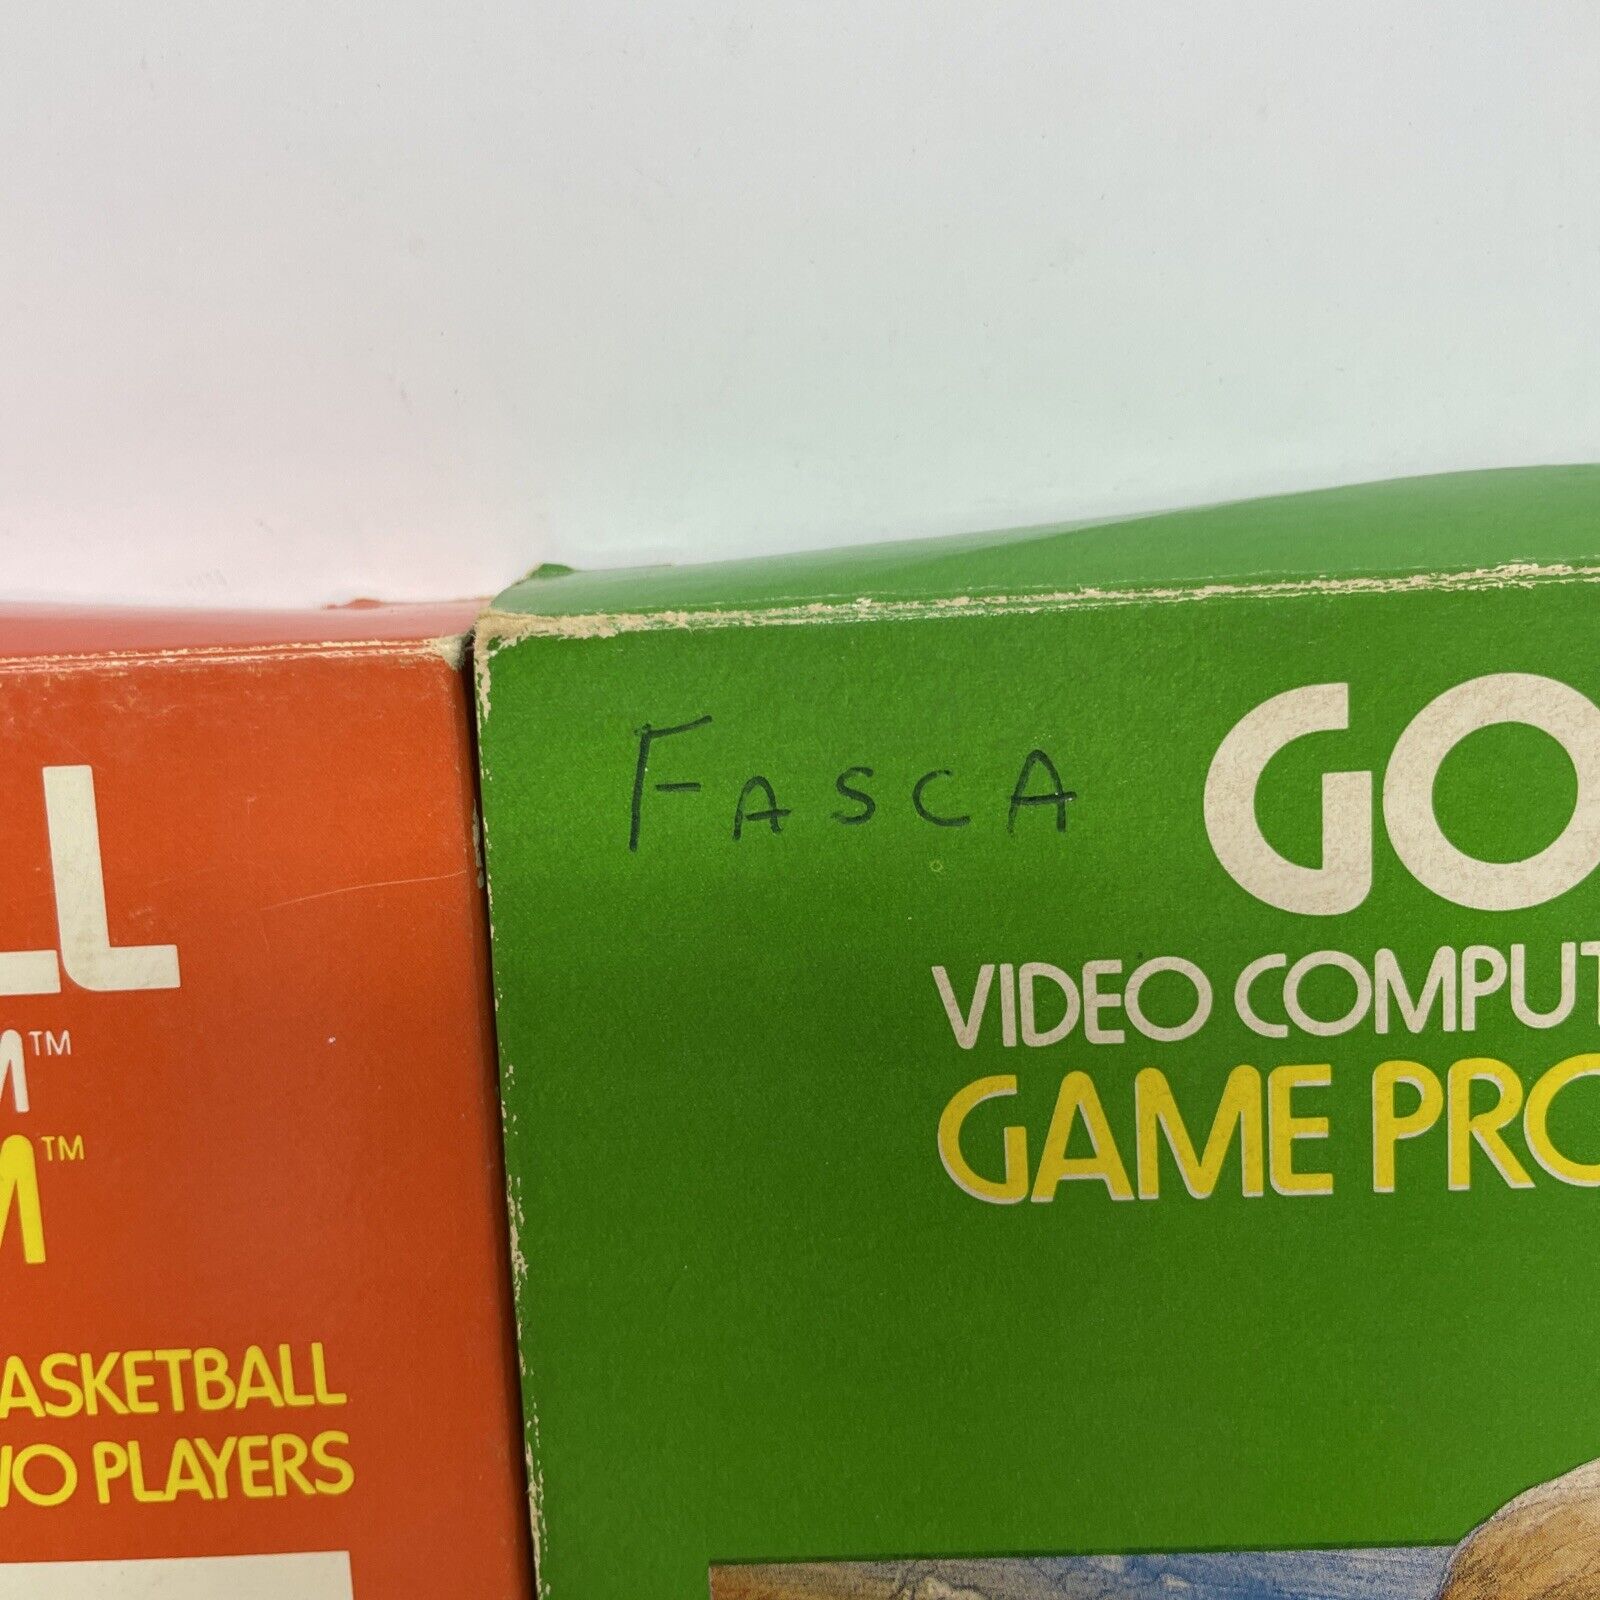 LL
M™
M™
ASKETBALL
WO PLAYERS
FASCA
GO
VIDEO COMPUT
GAME PRO